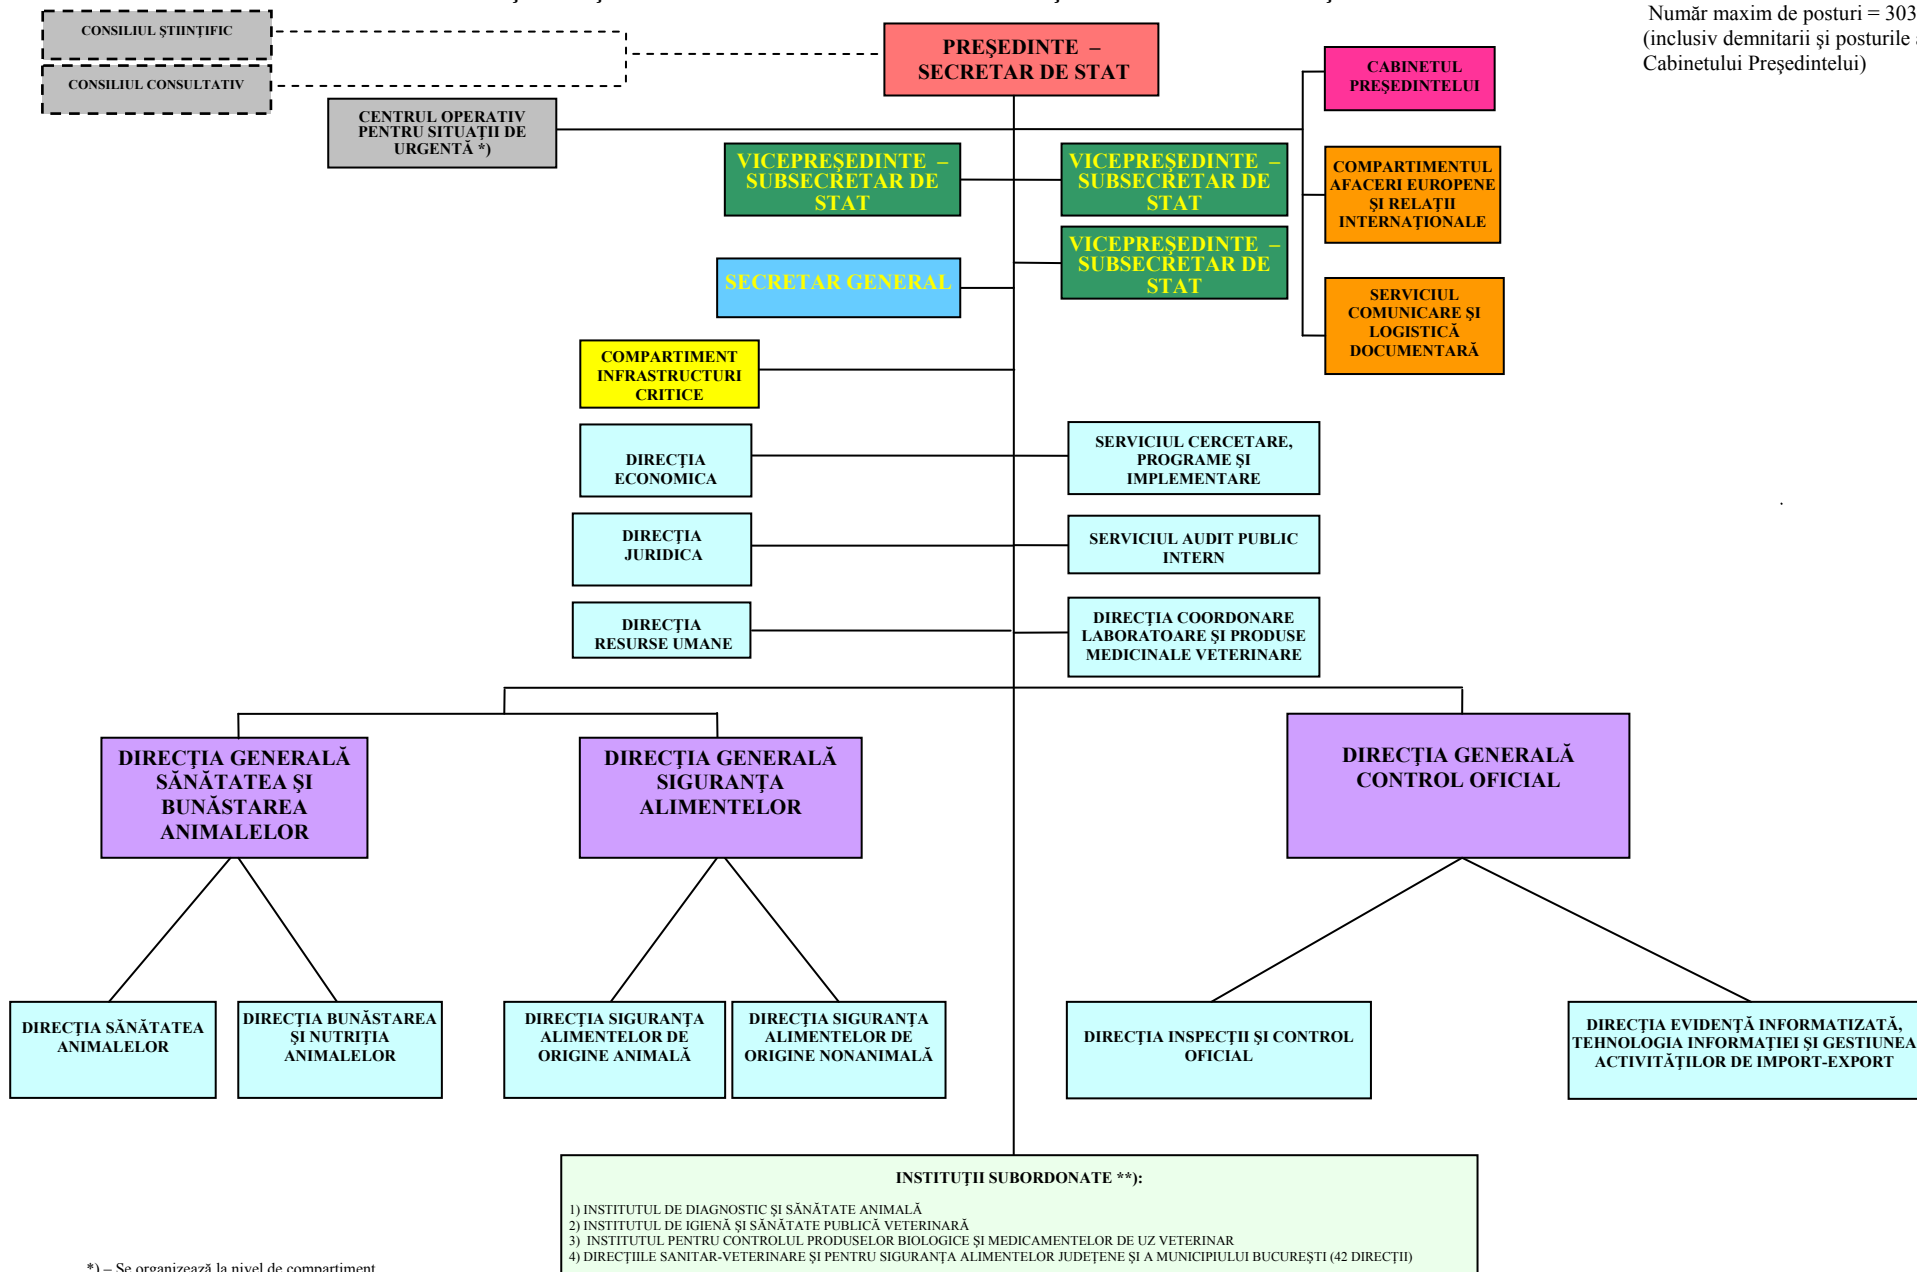 Număr maxim de posturi = 303
(inclusiv demnitarii şi posturile
Cabinetului Preşedintelui)
CONSILIUL ŞTIINŢIFIC
CONSILIUL CONSULTATIV
PREŞEDINTE –
SECRETAR DE STAT
CABINETUL
PREŞEDINTELUI
CENTRUL OPERATIV
PENTRU SITUAŢII DE
URGENTĂ *)
VICEPREŞEDINTE –
SUBSECRETAR DE
STAT
VICEPREŞEDINTE –
SUBSECRETAR DE
STAT
COMPARTIMENTUL
AFACERI EUROPENE
ŞI RELAŢII
INTERNAŢIONALE
VICEPREŞEDINTE –
SUBSECRETAR DE
STAT
SECRETAR GENERAL
SERVICIUL
COMUNICARE ŞI
LOGISTICĂ
DOCUMENTARĂ
COMPARTIMENT
INFRASTRUCTURI
CRITICE
DIRECŢIA
ECONOMICA
SERVICIUL CERCETARE,
PROGRAME ŞI
IMPLEMENTARE
.
DIRECŢIA
JURIDICA
SERVICIUL AUDIT PUBLIC
INTERN
DIRECŢIA
RESURSE UMANE
DIRECŢIA COORDONARE
LABORATOARE ŞI PRODUSE
MEDICINALE VETERINARE
DIRECŢIA GENERALĂ
SĂNĂTATEA ŞI
BUNĂSTAREA
ANIMALELOR
DIRECŢIA GENERALĂ
SIGURANŢA
ALIMENTELOR
DIRECŢIA GENERALĂ
CONTROL OFICIAL
DIRECŢIA SĂNĂTATEA
ANIMALELOR
DIRECŢIA BUNĂSTAREA
ŞI NUTRIŢIA
ANIMALELOR
DIRECŢIA SIGURANŢA
ALIMENTELOR DE
ORIGINE ANIMALĂ
DIRECŢIA SIGURANŢA
ALIMENTELOR DE
ORIGINE NONANIMALĂ
DIRECŢIA INSPECŢII ŞI CONTROL
OFICIAL
DIRECŢIA EVIDENŢĂ INFORMATIZATĂ,
TEHNOLOGIA INFORMAŢIEI ŞI GESTIUNEA
ACTIVITĂŢILOR DE IMPORT-EXPORT
INSTITUŢII SUBORDONATE **):
1) INSTITUTUL DE DIAGNOSTIC ŞI SĂNĂTATE ANIMALĂ
2) INSTITUTUL DE IGIENĂ ŞI SĂNĂTATE PUBLICĂ VETERINARĂ
3) INSTITUTUL PENTRU CONTROLUL PRODUSELOR BIOLOGICE ŞI MEDICAMENTELOR DE UZ VETERINAR
4) DIRECŢIILE SANITAR-VETERINARE ŞI PENTRU SIGURANŢA ALIMENTELOR JUDEŢENE ŞI A MUNICIPIULUI BUCUREŞTI (42 DIRECŢII)
*) – Se organizează la nivel de compartiment